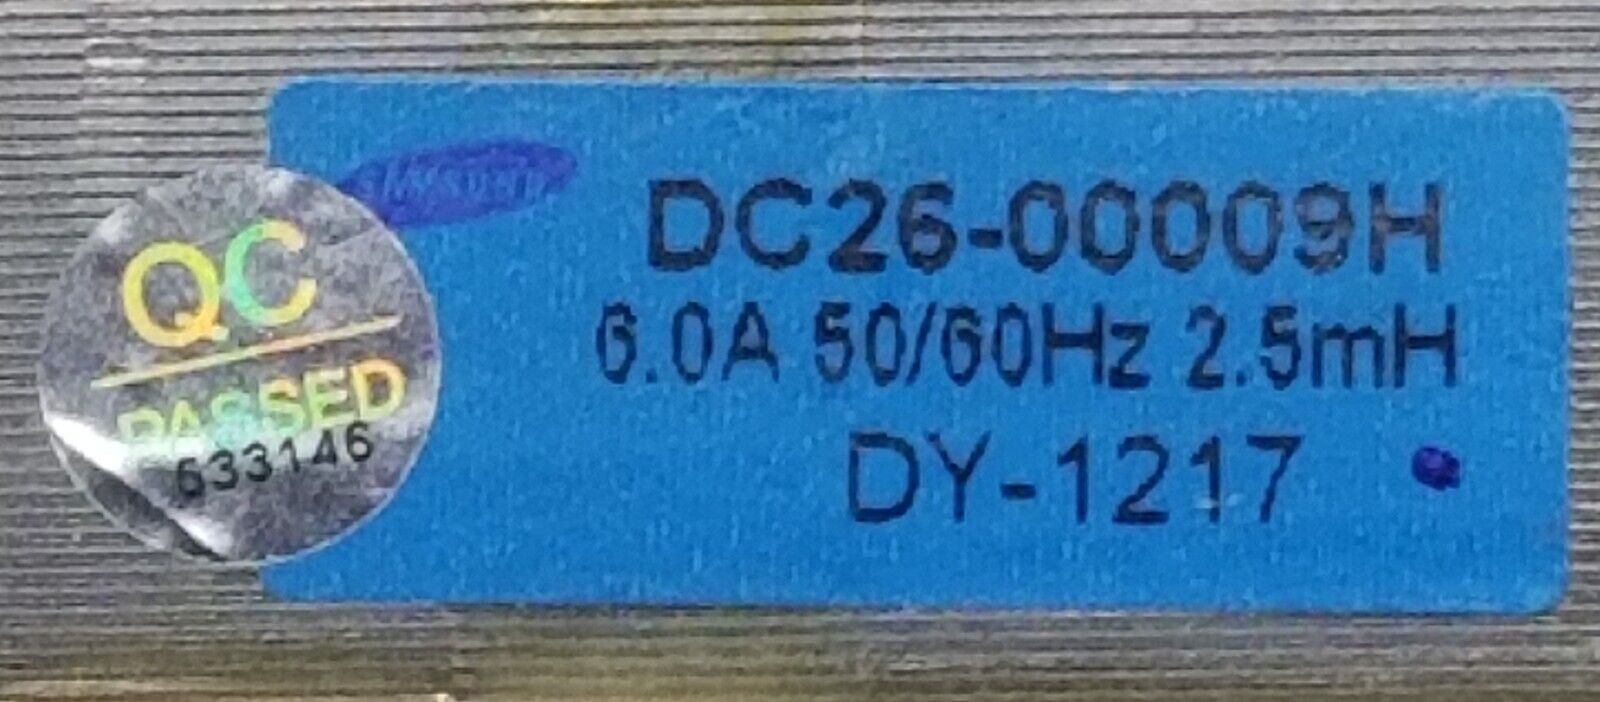 SAMSUNG
DC26-00009H
6.0A 50/60Hz 2.5mH
DY-1217
QC
PASSED
633146